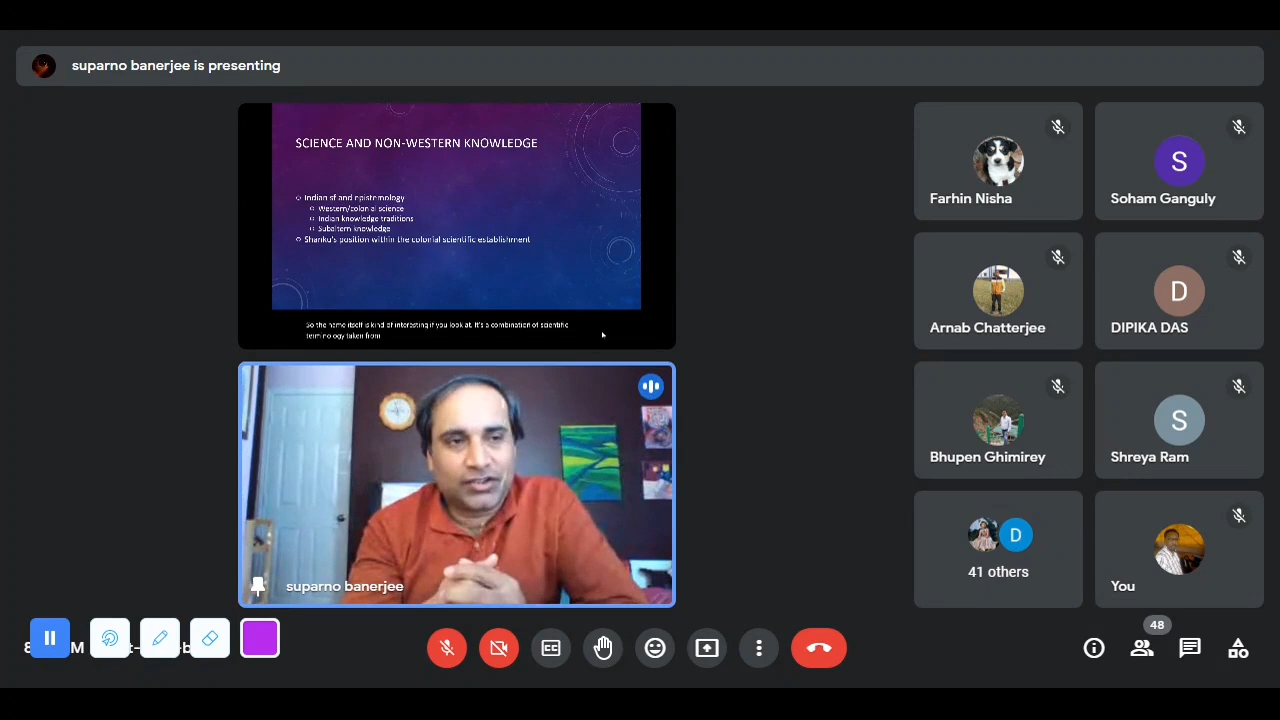 suparno banerjee is presenting
SCIENCE AND NON-WESTERN KNOWLEDGE
Indian sf and epistemology
Western/colonial science
Indian knowledge traditions
Subaltern knowledge
Shanku's position within the colonial scientific establishment
So the name itself is kind of interesting if you look at. It's a combination of scientific
terminology taken from
suparno banerjee
Farhin Nisha
S
Soham Ganguly
Arnab Chatterjee
D
DIPIKA DAS
Bhupen Ghimirey
S
Shreya Ram
D
41 others
You
8
M
CC
48